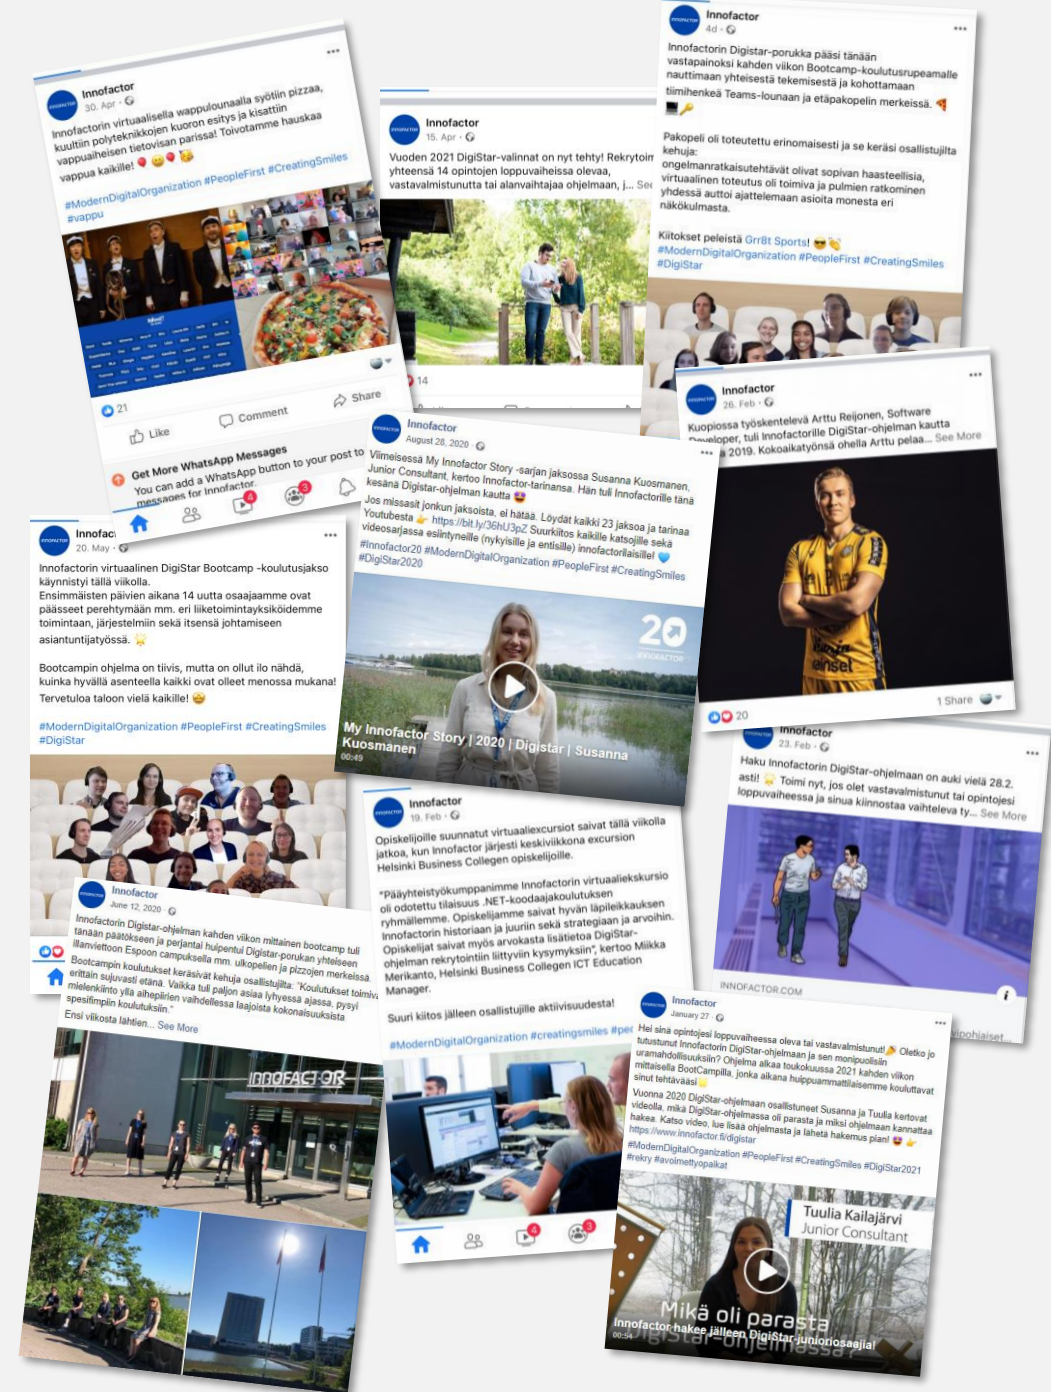 Innofactor
30. Apr
Innofactorin virtuaalisella wappulounaalla syötiin pizzaa,
kuultiin polyteknikkojen kuoron esitys ja kisattiin
vappuaiheisen tietovisan parissa! Toivotamme hauskaa
vappua kaikille!
#ModernDigitalOrganization #PeopleFirst #CreatingSmiles
#vappu
21
Like
Comment
Share
Get More WhatsApp Messages
You can add a WhatsApp button to your post to
messages for Innofactor.
4
3
Innofactor
15. Apr
Vuoden 2021 DigiStar-valinnat on nyt tehty! Rekrytoim
yhteensä 14 opintojen loppuvaiheissa olevaa,
vastavalmistunutta tai alanvaihtajaa ohjelmaan, j... See
14
Innofactor
4d
Innofactorin Digistar-porukka pääsi tänään
vastapainoksi kahden viikon Bootcamp-koulutusrupeamalle
nauttimaan yhteisestä tekemisestä ja kohottamaan
tiimihenkeä Teams-lounaan ja etäpakopelin merkeissä.
Pakopeli oli toteutettu erinomaisesti ja se keräsi osallistujilta
kehuja:
ongelmanratkaisutehtävät olivat sopivan haasteellisia,
virtuaalinen toteutus oli toimiva ja pulmien ratkominen
yhdessä auttoi ajattelemaan asioita monesta eri
näkökulmasta.
Kiitokset peleistä Grr8t Sports!
#ModernDigitalOrganization #PeopleFirst #CreatingSmiles
#DigiStar
Innofactor
26. Feb
Kuopiossa työskentelevä Arttu Reijonen, Software
Developer, tuli Innofactorille DigiStar-ohjelman kautta
a 2019. Kokoaikatyönsä ohella Arttu pelaa... See More
20
1 Share
Innofactor
August 28, 2020
Viimeisessä My Innofactor Story -sarjan jaksossa Susanna Kuosmanen,
Junior Consultant, kertoo Innofactor-tarinansa. Hän tuli Innofactorille tänä
kesänä Digistar-ohjelman kautta
Jos missasit jonkun jaksoista, ei hätää. Löydät kaikki 23 jaksoa ja tarinaa
Youtubesta https://bit.ly/36hU3pZ Suurkiitos kaikille katsojille sekä
videosarjassa esiintyneille (nykyisille ja entisille) innofactorilaisille!
#Innofactor20 #ModernDigitalOrganization #PeopleFirst #CreatingSmiles
#DigiStar2020
20
INNOFACTOR
My Innofactor Story | 2020 | Digistar | Susanna
Kuosmanen
00:49
Innofac
20. May
Innofactorin virtuaalinen DigiStar Bootcamp -koulutusjakso
käynnistyi tällä viikolla.
Ensimmäisten päivien aikana 14 uutta osaajaamme ovat
päässeet perehtymään mm. eri liiketoimintayksiköidemme
toimintaan, järjestelmiin sekä itsensä johtamiseen
asiantuntijatyössä.
Bootcampin ohjelma on tiivis, mutta on ollut ilo nähdä,
kuinka hyvällä asenteella kaikki ovat olleet menossa mukana!
Tervetuloa taloon vielä kaikille!
#ModernDigitalOrganization #PeopleFirst #CreatingSmiles
#DigiStar
Innofactor
23. Feb
Haku Innofactorin DigiStar-ohjelmaan on auki vielä 28.2.
asti! Toimi nyt, jos olet vastavalmistunut tai opintojesi
loppuvaiheessa ja sinua kiinnostaa vaihteleva ty... See More
INNOFACTOR.COM
Innofactor
19. Feb
Opiskelijoille suunnatut virtuaaliexcursiot saivat tällä viikolla
jatkoa, kun Innofactor järjesti keskiviikkona excursion
Helsinki Business Collegen opiskelijoille.
"Pääyhteistyökumppanimme Innofactorin virtuaaliekskursio
oli odotettu tilaisuus .NET-koodaajakoulutuksen
ryhmällemme. Opiskelijamme saivat hyvän läpileikkauksen
Innofactorin historiaan ja juuriin sekä strategiaan ja arvoihin.
Opiskelijat saivat myös arvokasta lisätietoa DigiStar-
ohjelman rekrytointiin liittyviin kysymyksiin", kertoo Miikka
Merikanto, Helsinki Business Collegen ICT Education
Manager.
Suuri kiitos jälleen osallistujille aktiivisuudesta!
#ModernDigitalOrganization #creatingsmiles #peo
4
3
Innofactor
June 12, 2020
Innofactorin Digistar-ohjelman kahden viikon mittainen bootcamp tuli
tänään päätökseen ja perjantai huipentui Digistar-porukan yhteiseen
illanviettoon Espoon campuksella mm. ulkopelien ja pizzojen merkeissä.
Bootcampin koulutukset keräsivät kehuja osallistujilta: "Koulutukset toimiva
erittäin sujuvasti etänä. Vaikka tuli paljon asiaa lyhyessä ajassa, pysyi
mielenkiinto yllä aihepiirien vaihdellessa laajoista kokonaisuuksista
spesifimpiin koulutuksiin."
Ensi viikosta lähtien... See More
INNOFACTOR
Innofactor
January 27
Hei sinä opintojesi loppuvaiheessa oleva tai vastavalmistunut! Oletko jo
tutustunut Innofactorin DigiStar-ohjelmaan ja sen monipuolisiin
uramahdollisuuksiin? Ohjelma alkaa toukokuussa 2021 kahden viikon
mittaisella BootCampilla, jonka aikana huippuammattilaisemme kouluttavat
sinut tehtävääsi
Vuonna 2020 DigiStar-ohjelmaan osallistuneet Susanna ja Tuulia kertovat
videolla, mikä DigiStar-ohjelmassa oli parasta ja miksi ohjelmaan kannattaa
hakea. Katso video, lue lisää ohjelmasta ja lähetä hakemus pian!
https://www.innofactor.fi/digistar
#ModernDigitalOrganization #PeopleFirst #CreatingSmiles #DigiStar2021
#rekry #avoimettyöpaikat
Tuulia Kailajärvi
Junior Consultant
Mikä oli parasta
DigiStar-ohjelmassa?
Innofactor hakee jälleen DigiStar-junioriosaajia!
00:54